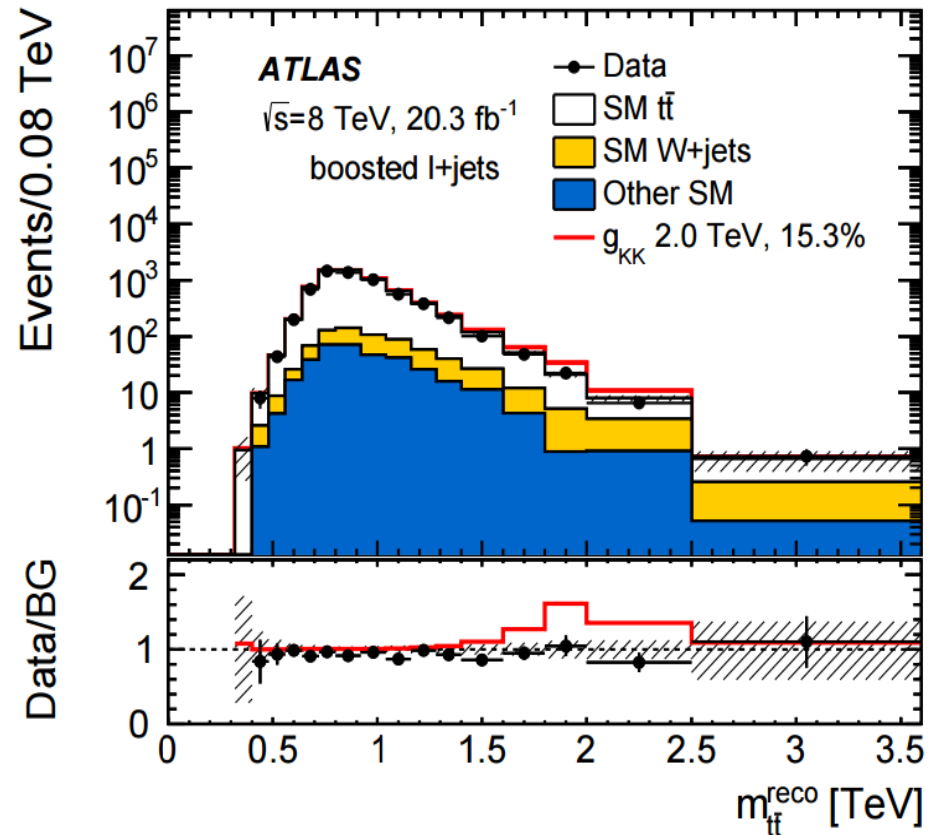 Events/0.08 TeV
10⁷
10⁶
10⁵
10⁴
10³
10²
10
1
10⁻¹
ATLAS
√s=8 TeV, 20.3 fb⁻¹
boosted l+jets
Data
SM tt̄
SM W+jets
Other SM
g_KK 2.0 TeV, 15.3%
Data/BG
2
1
0
0 0.5 1 1.5 2 2.5 3 3.5
m_tt̄^reco [TeV]